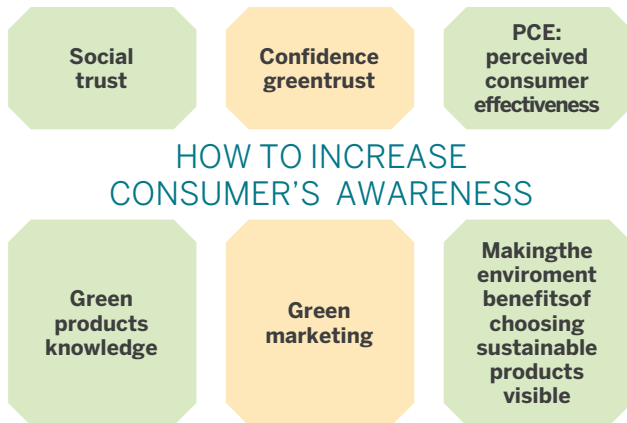 Social
trust
Confidence
greentrust
PCE:
perceived
consumer
effectiveness
HOW TO INCREASE
CONSUMER'S AWARENESS
Green
products
knowledge
Green
marketing
Makingthe
enviroment
benefitsof
choosing
sustainable
products
visible